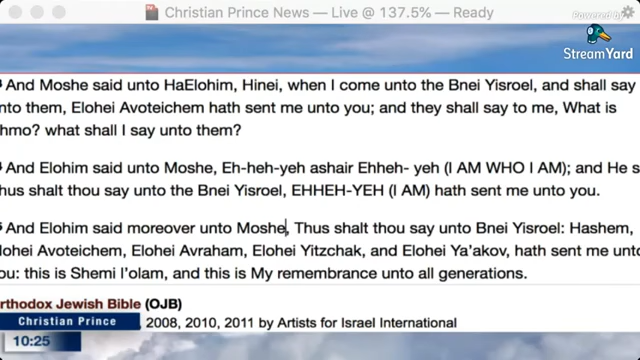 Christian Prince News — Live @ 137.5% — Ready
Powered by
StreamYard
And Moshe said unto HaElohim, Hinei, when I come unto the Bnei Yisroel, and shall say
nto them, Elohei Avoteichem hath sent me unto you; and they shall say to me, What is
hmo? what shall I say unto them?
And Elohim said unto Moshe, Eh-heh-yeh ashair Ehheh- yeh (I AM WHO I AM); and He s
hus shalt thou say unto the Bnei Yisroel, EHHEH-YEH (I AM) hath sent me unto you.
And Elohim said moreover unto Moshe, Thus shalt thou say unto Bnei Yisroel: Hashem,
lohei Avoteichem, Elohei Avraham, Elohei Yitzchak, and Elohei Ya'akov, hath sent me unto
ou: this is Shemi l'olam, and this is My remembrance unto all generations.
rthodox Jewish Bible (OJB)
Christian Prince 2008, 2010, 2011 by Artists for Israel International
10:25